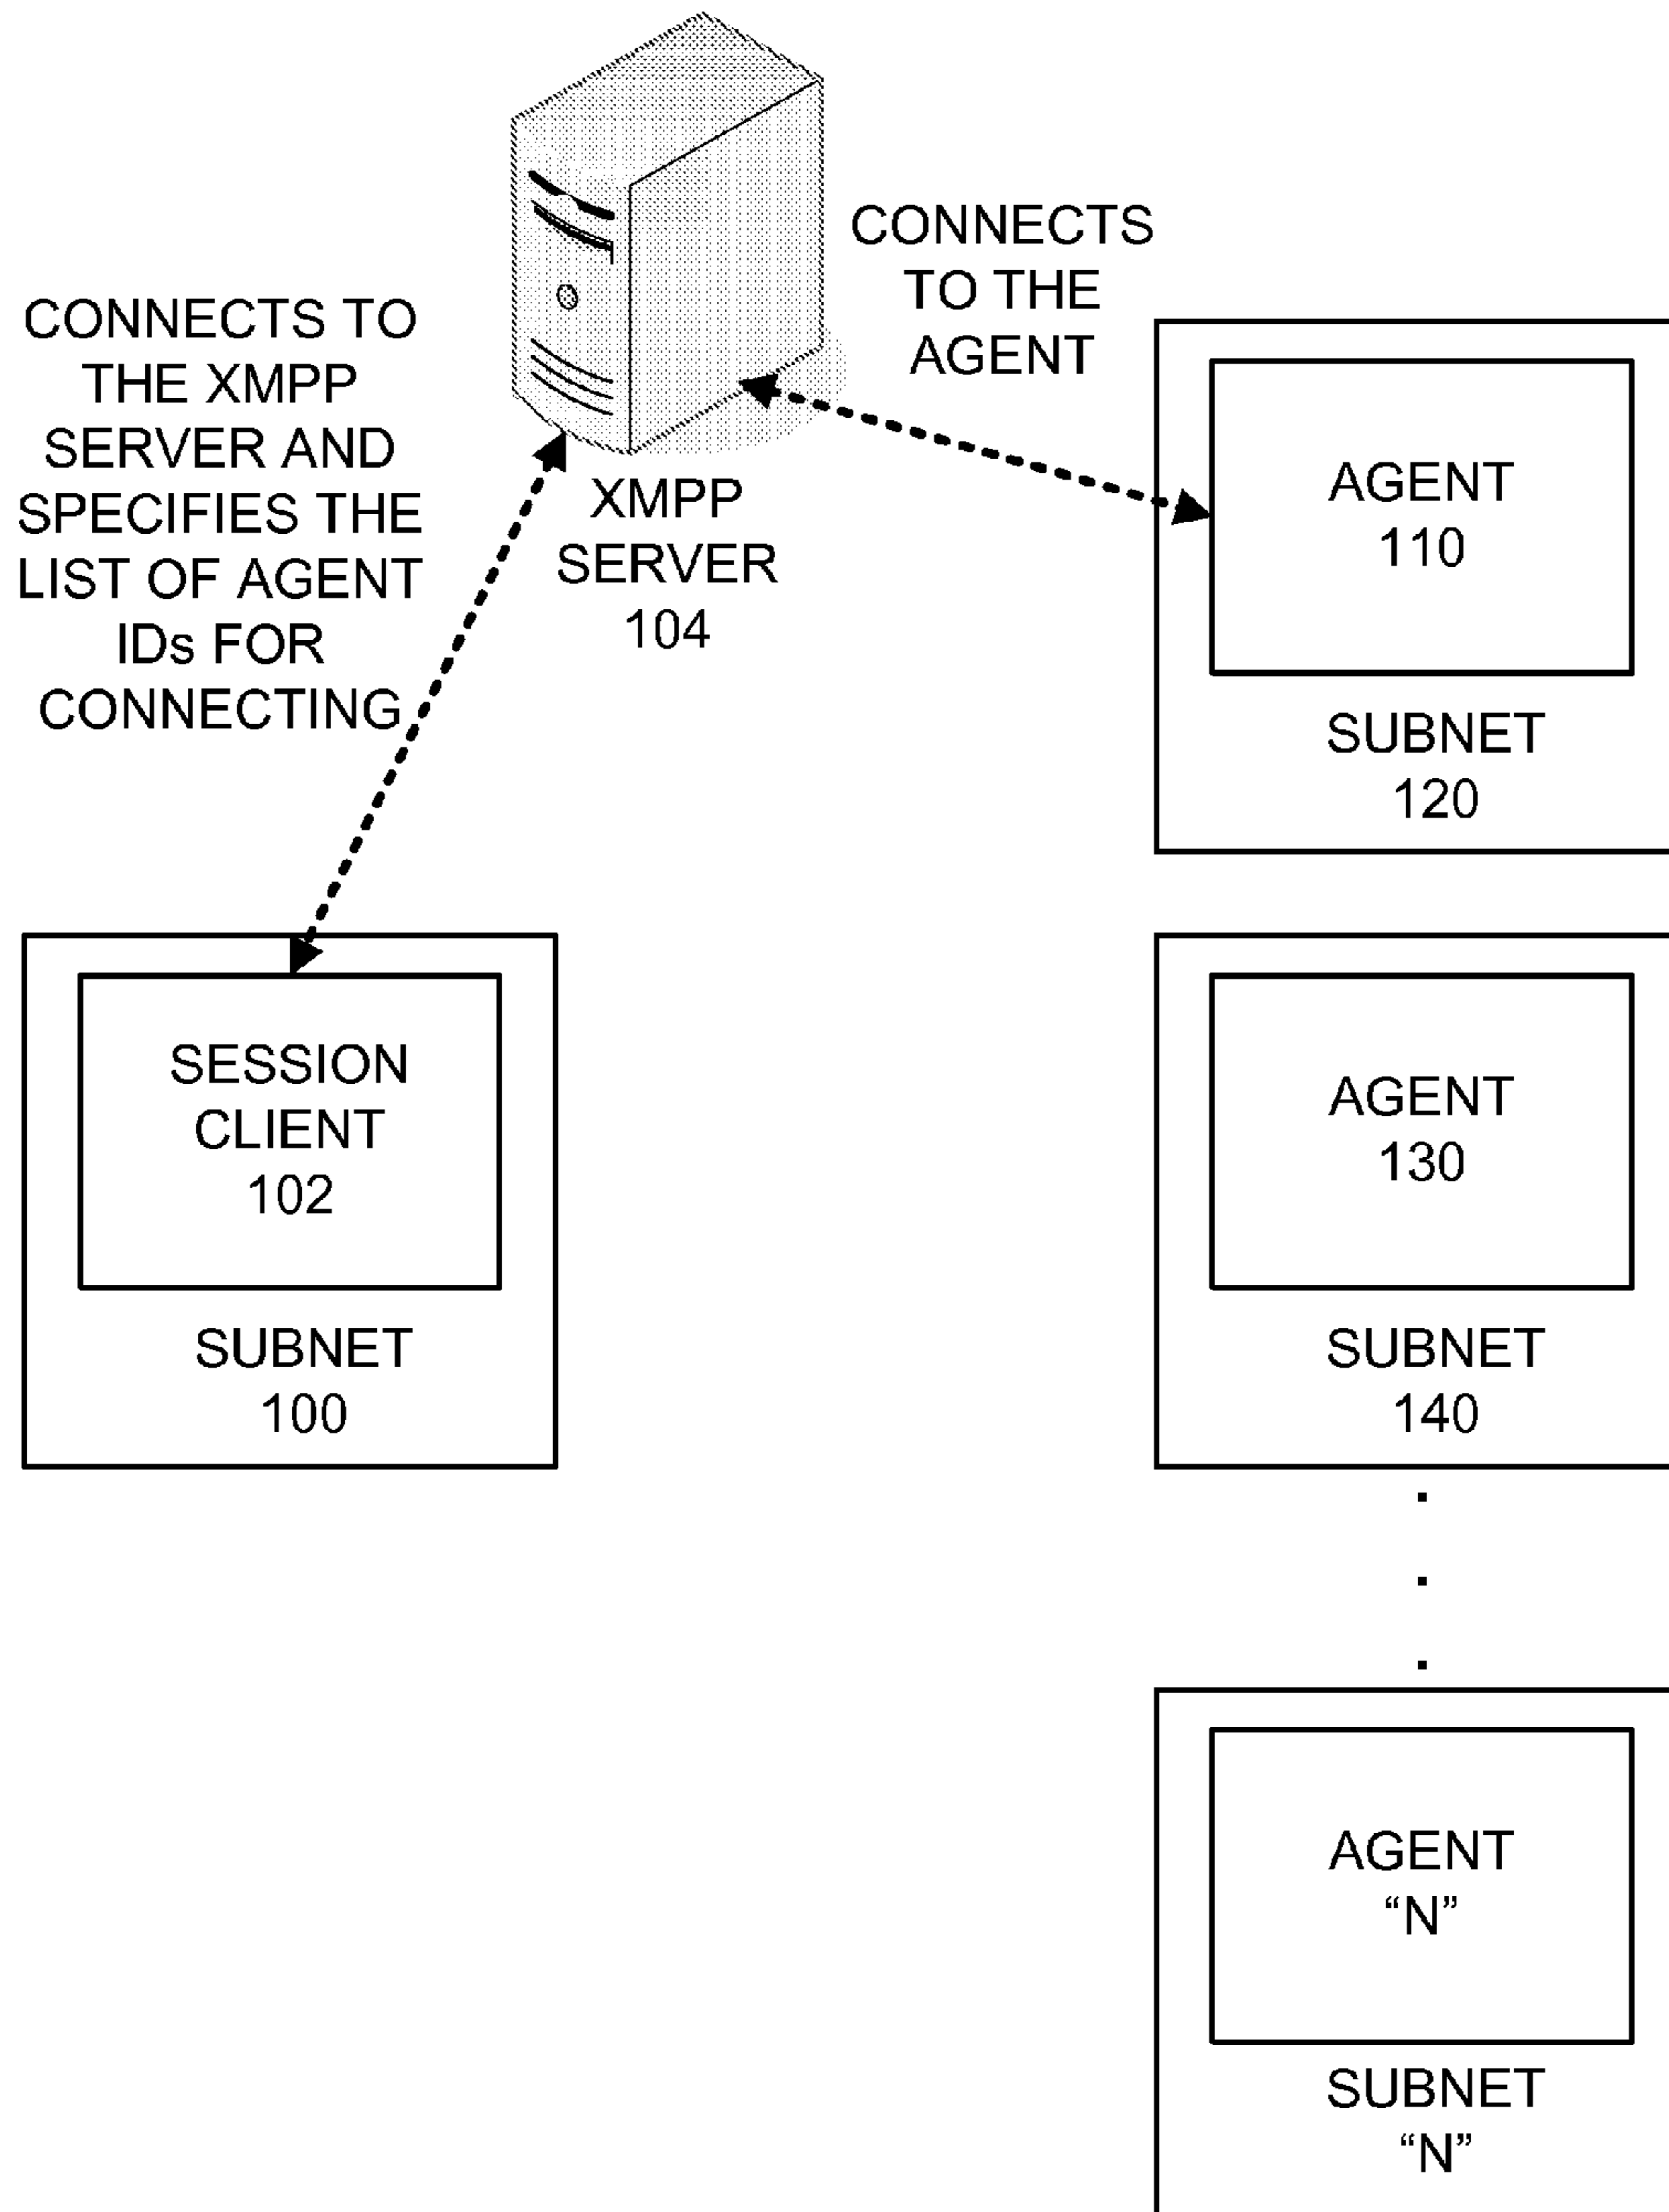 CONNECTS TO
THE XMPP
SERVER AND
SPECIFIES THE
LIST OF AGENT
IDs FOR
CONNECTING
XMPP
SERVER
104
CONNECTS
TO THE
AGENT
AGENT
110
SUBNET
120
SESSION
CLIENT
102
SUBNET
100
AGENT
130
SUBNET
140
AGENT
“N”
SUBNET
“N”